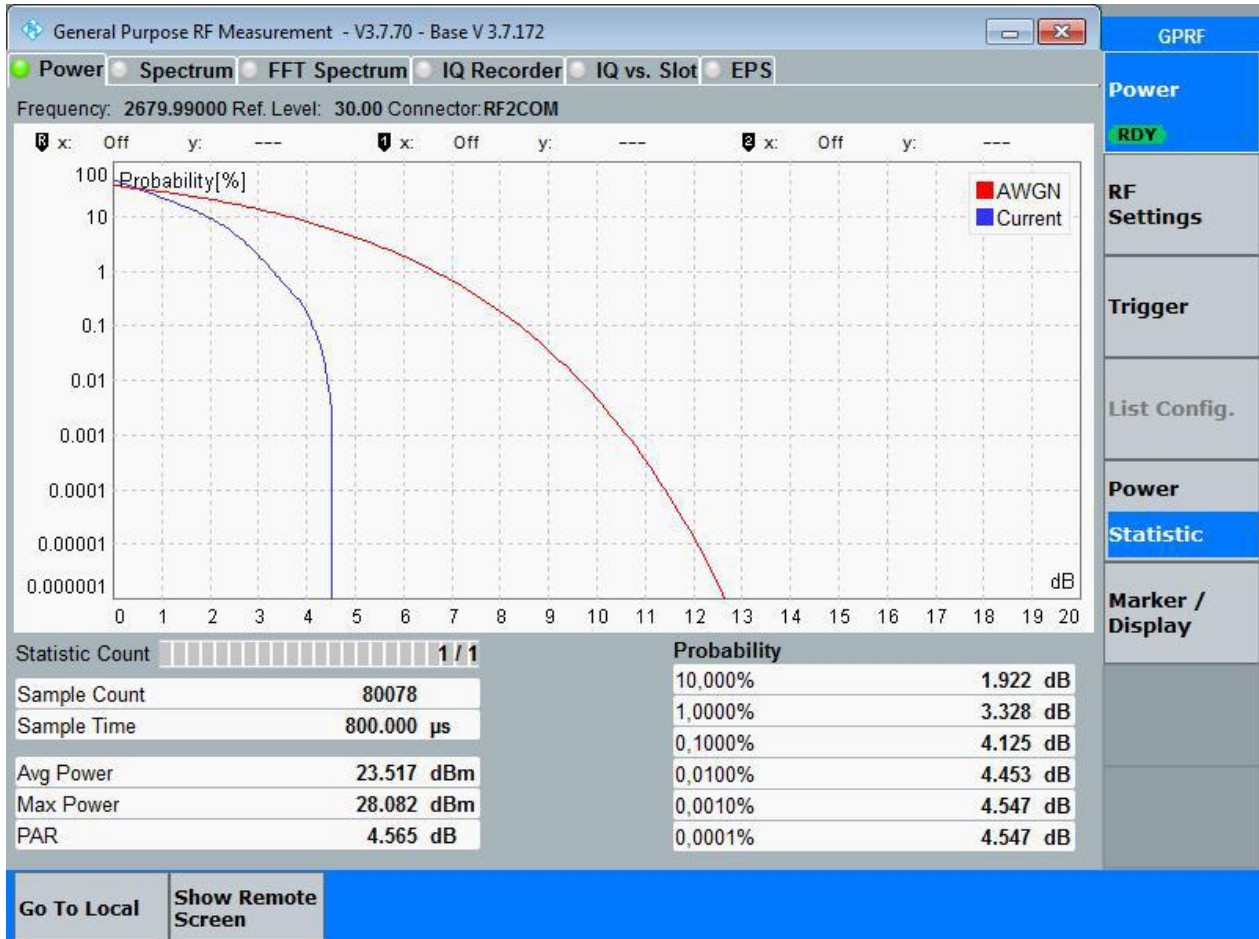 General Purpose RF Measurement - V3.7.70 - Base V 3.7.172
GPRF
Power Spectrum FFT Spectrum IQ Recorder IQ vs. Slot EPS
Frequency: 2679.99000 Ref. Level: 30.00 Connector: RF2COM
R x: Off y: --- 1 x: Off y: --- 2 x: Off y: ---
Probability[%]
100
10
1
0.1
0.01
0.001
0.0001
0.00001
0.000001
AWGN
Current
dB
0 1 2 3 4 5 6 7 8 9 10 11 12 13 14 15 16 17 18 19 20
Statistic Count 1 / 1
Sample Count 80078
Sample Time 800.000 µs
Avg Power 23.517 dBm
Max Power 28.082 dBm
PAR 4.565 dB
Probability
10,000% 1.922 dB
1,0000% 3.328 dB
0,1000% 4.125 dB
0,0100% 4.453 dB
0,0010% 4.547 dB
0,0001% 4.547 dB
Power
RDY
RF
Settings
Trigger
List Config.
Power
Statistic
Marker /
Display
Go To Local
Show Remote
Screen